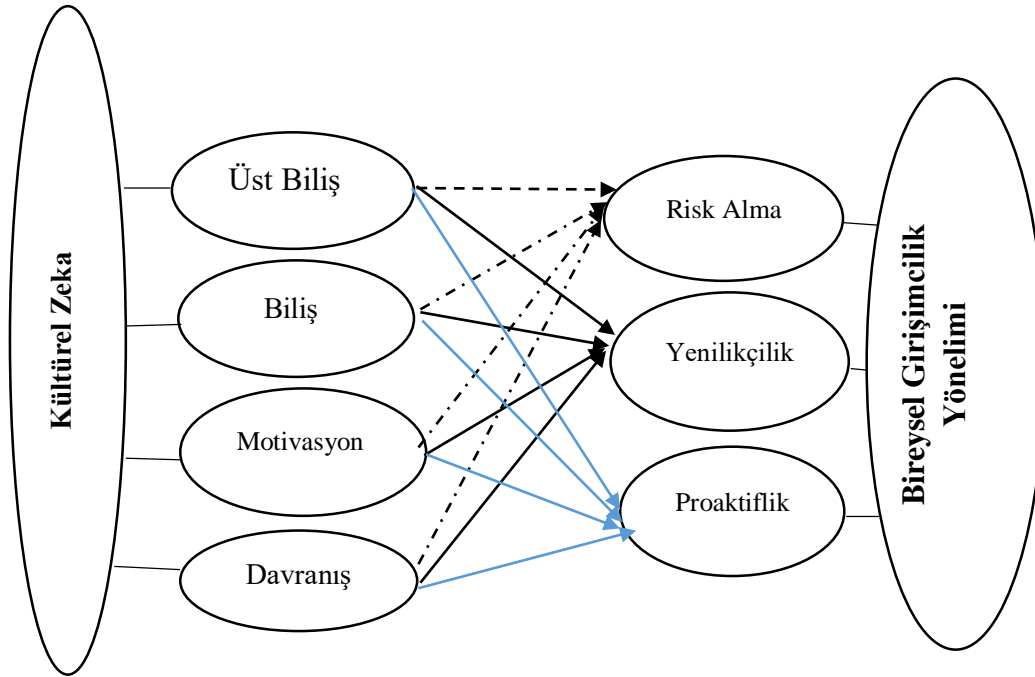 Kültürel Zeka
Üst Biliş
Biliş
Motivasyon
Davranış
Risk Alma
Yenilikçilik
Proaktiflik
Bireysel Girişimcilik
Yönelimi